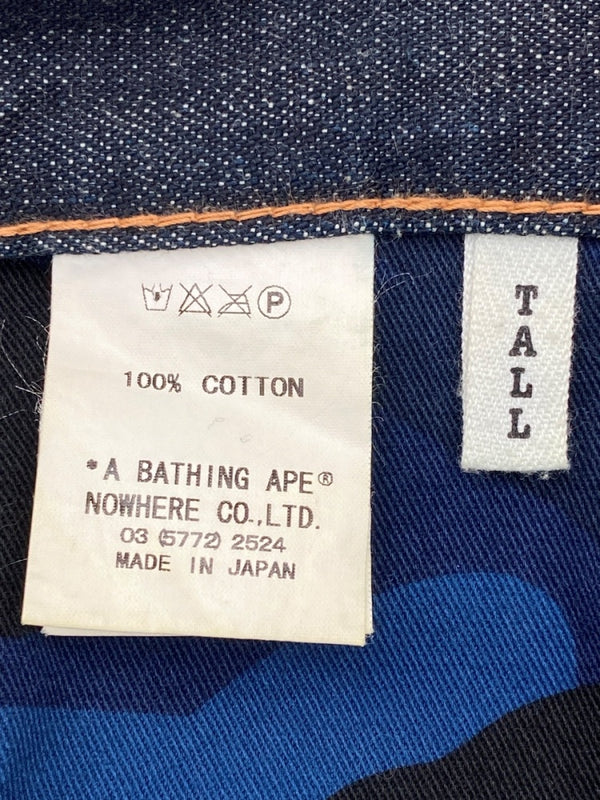 P
100% COTTON
*A BATHING APE®
NOWHERE CO.,LTD.
03 (5772) 2524
MADE IN JAPAN
TALL